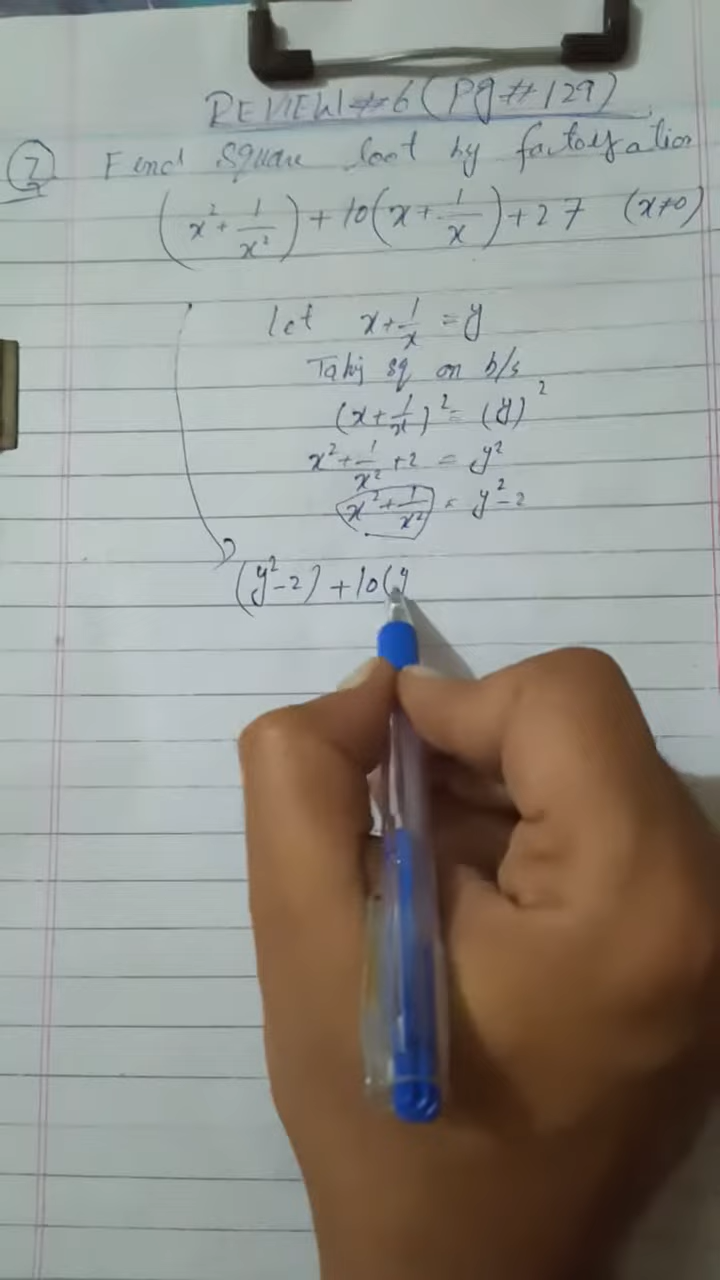 REVIEW # 6 (Pg # 129)
7 Find square root by factorization
(x² + 1/x²) + 10(x + 1/x) + 27 (x≠0)
let x + 1/x = y
Taking sq on b/s
(x + 1/x)² = (y)²
x² + 1/x² + 2 = y²
x² + 1/x² = y² - 2
(y² - 2) + 10(y